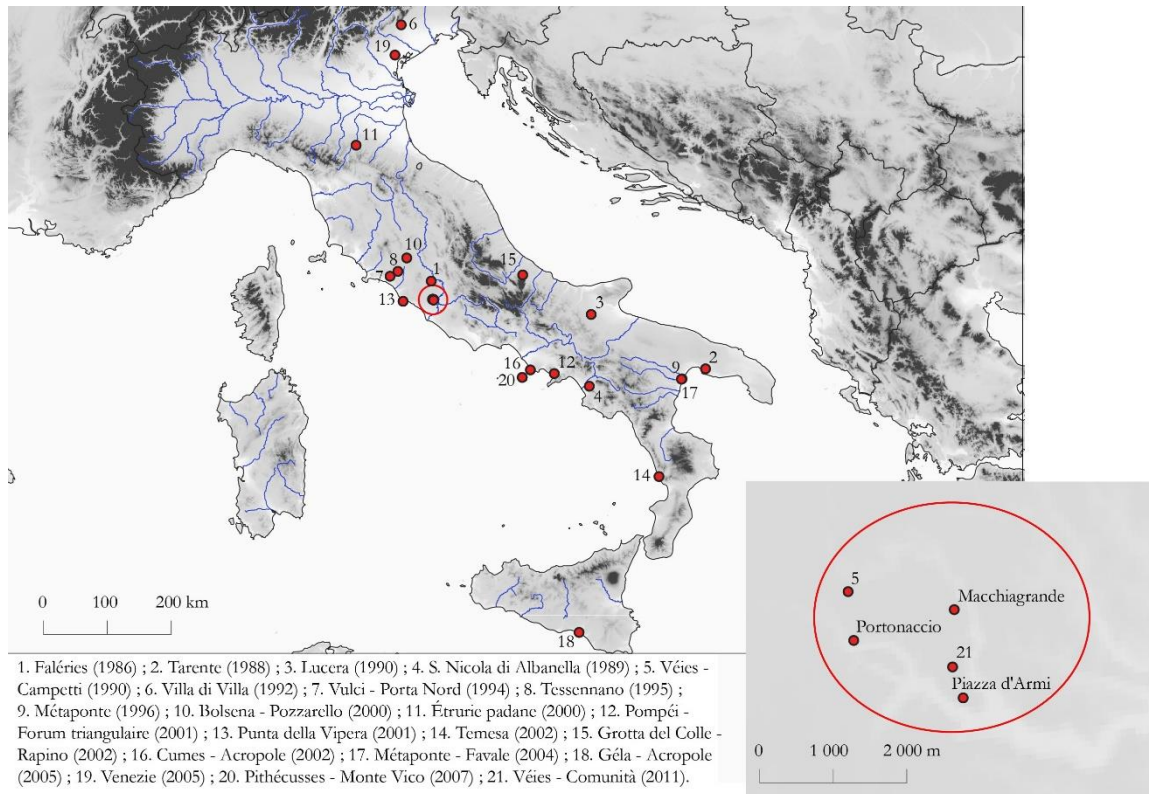 6
19
11
10
8
7
1
13
15
3
16
12
20
4
9
2
17
14
18
0 100 200 km
5
Macchiagrande
Portonaccio
21
Piazza d'Armi
0 1 000 2 000 m
1. Faléries (1986) ; 2. Tarente (1988) ; 3. Lucera (1990) ; 4. S. Nicola di Albanella (1989) ; 5. Véies -
Campetti (1990) ; 6. Villa di Villa (1992) ; 7. Vulci - Porta Nord (1994) ; 8. Tessennano (1995) ;
9. Métaponte (1996) ; 10. Bolsena - Pozzarello (2000) ; 11. Étrurie padane (2000) ; 12. Pompéi -
Forum triangulaire (2001) ; 13. Punta della Vipera (2001) ; 14. Temesa (2002) ; 15. Grotta del Colle -
Rapino (2002) ; 16. Cumes - Acropole (2002) ; 17. Métaponte - Favale (2004) ; 18. Géla - Acropole
(2005) ; 19. Venezie (2005) ; 20. Pithécusses - Monte Vico (2007) ; 21. Véies - Comunità (2011).